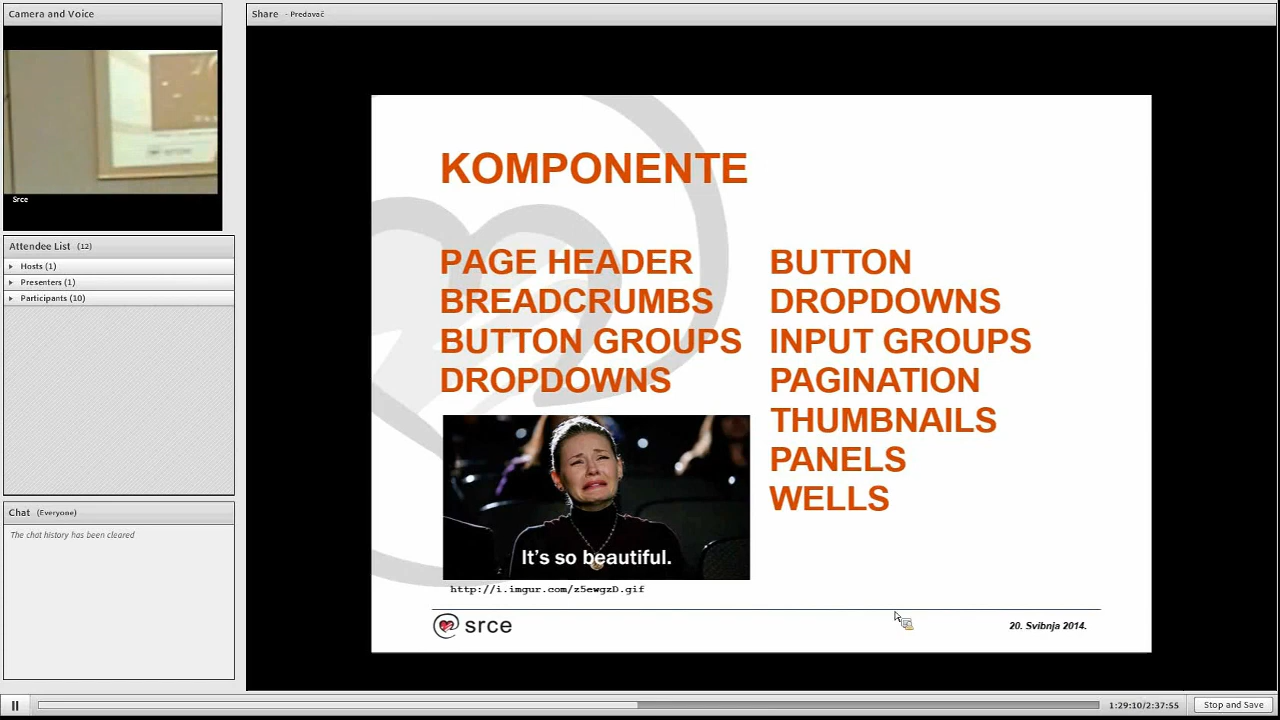 Camera and Voice
Srce
Attendee List (12)
Hosts (1)
Presenters (1)
Participants (10)
Chat (Everyone)
The chat history has been cleared
Share - Predavač
KOMPONENTE
PAGE HEADER
BREADCRUMBS
BUTTON GROUPS
DROPDOWNS
BUTTON
DROPDOWNS
INPUT GROUPS
PAGINATION
THUMBNAILS
PANELS
WELLS
It's so beautiful.
http://i.imgur.com/z5ewgzD.gif
srce
20. Svibnja 2014.
1:29:10/2:37:55
Stop and Save